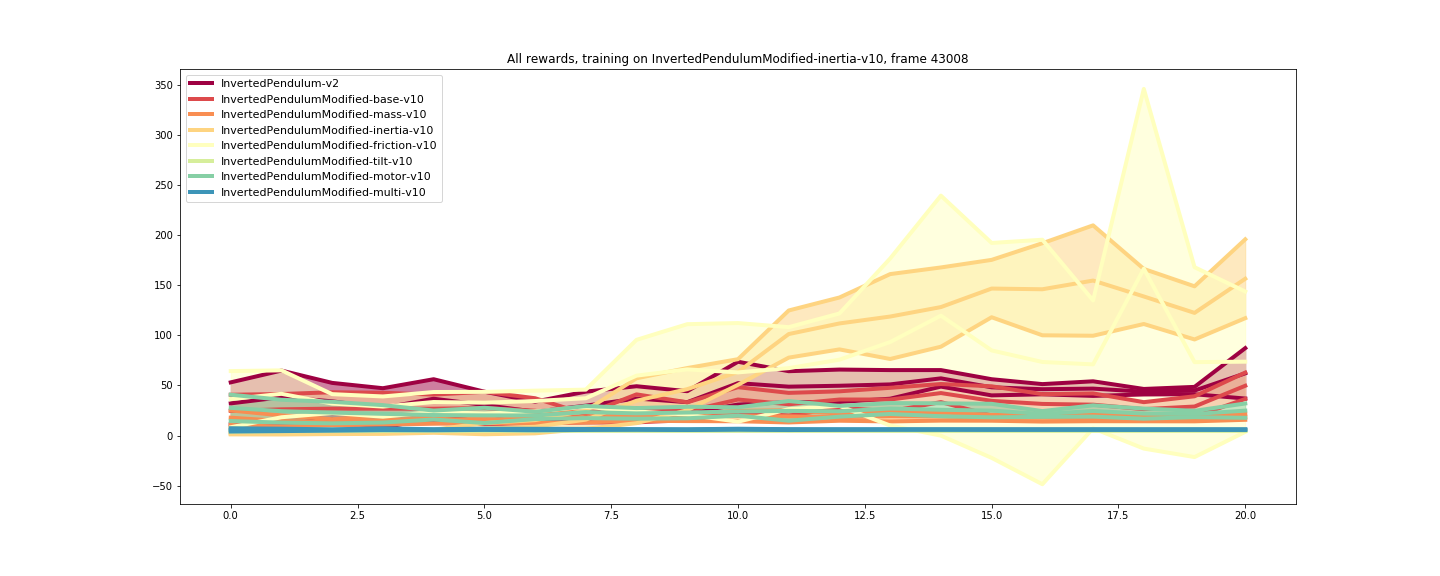 All rewards, training on InvertedPendulumModified-inertia-v10, frame 43008
350
300
250
200
150
100
50
0
−50
InvertedPendulum-v2
InvertedPendulumModified-base-v10
InvertedPendulumModified-mass-v10
InvertedPendulumModified-inertia-v10
InvertedPendulumModified-friction-v10
InvertedPendulumModified-tilt-v10
InvertedPendulumModified-motor-v10
InvertedPendulumModified-multi-v10
0.0 2.5 5.0 7.5 10.0 12.5 15.0 17.5 20.0